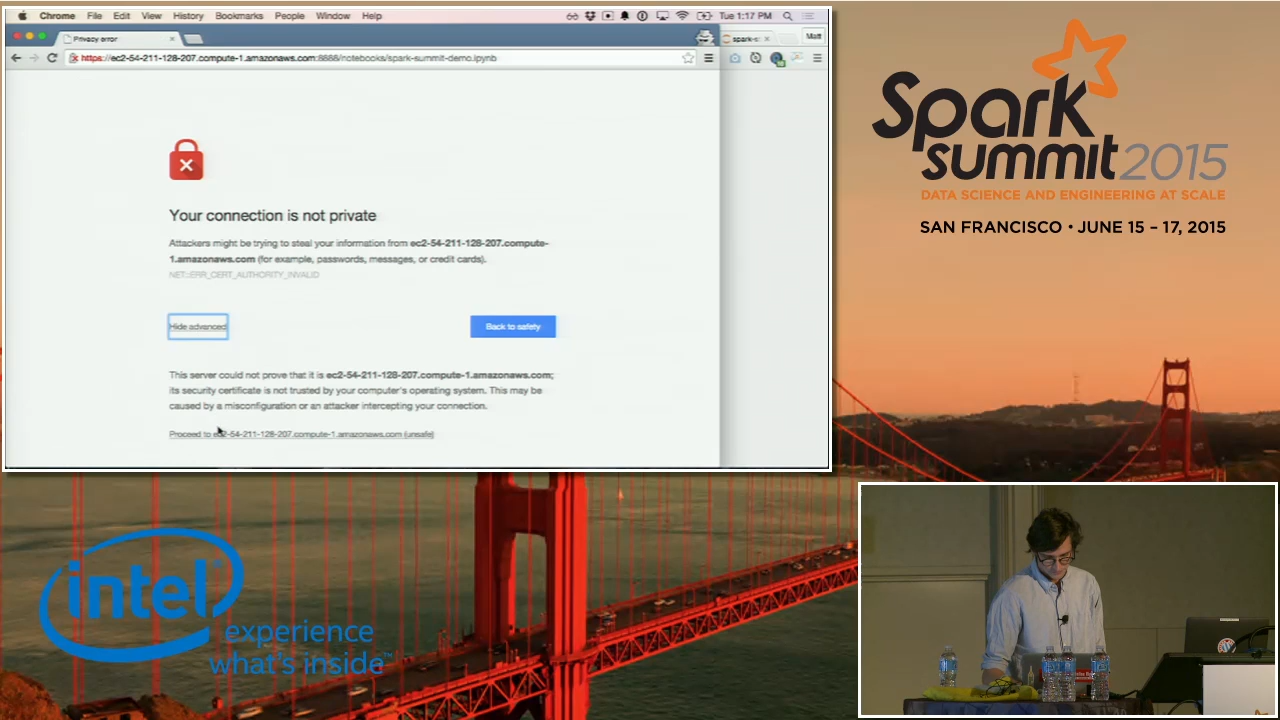 Chrome File Edit View History Bookmarks People Window Help
Tue 1:17 PM
Privacy error
spark-s
Matt
https://ec2-54-211-128-207.compute-1.amazonaws.com:8888/notebooks/spark-summit-demo.ipynb
Your connection is not private
Attackers might be trying to steal your information from ec2-54-211-128-207.compute-
1.amazonaws.com (for example, passwords, messages, or credit cards).
NET::ERR_CERT_AUTHORITY_INVALID
Hide advanced
Back to safety
This server could not prove that it is ec2-54-211-128-207.compute-1.amazonaws.com;
its security certificate is not trusted by your computer's operating system. This may be
caused by a misconfiguration or an attacker intercepting your connection.
Proceed to ec2-54-211-128-207.compute-1.amazonaws.com (unsafe)
Spark
summit 2015
DATA SCIENCE AND ENGINEERING AT SCALE
SAN FRANCISCO • JUNE 15 – 17, 2015
intel®
experience
what's inside™